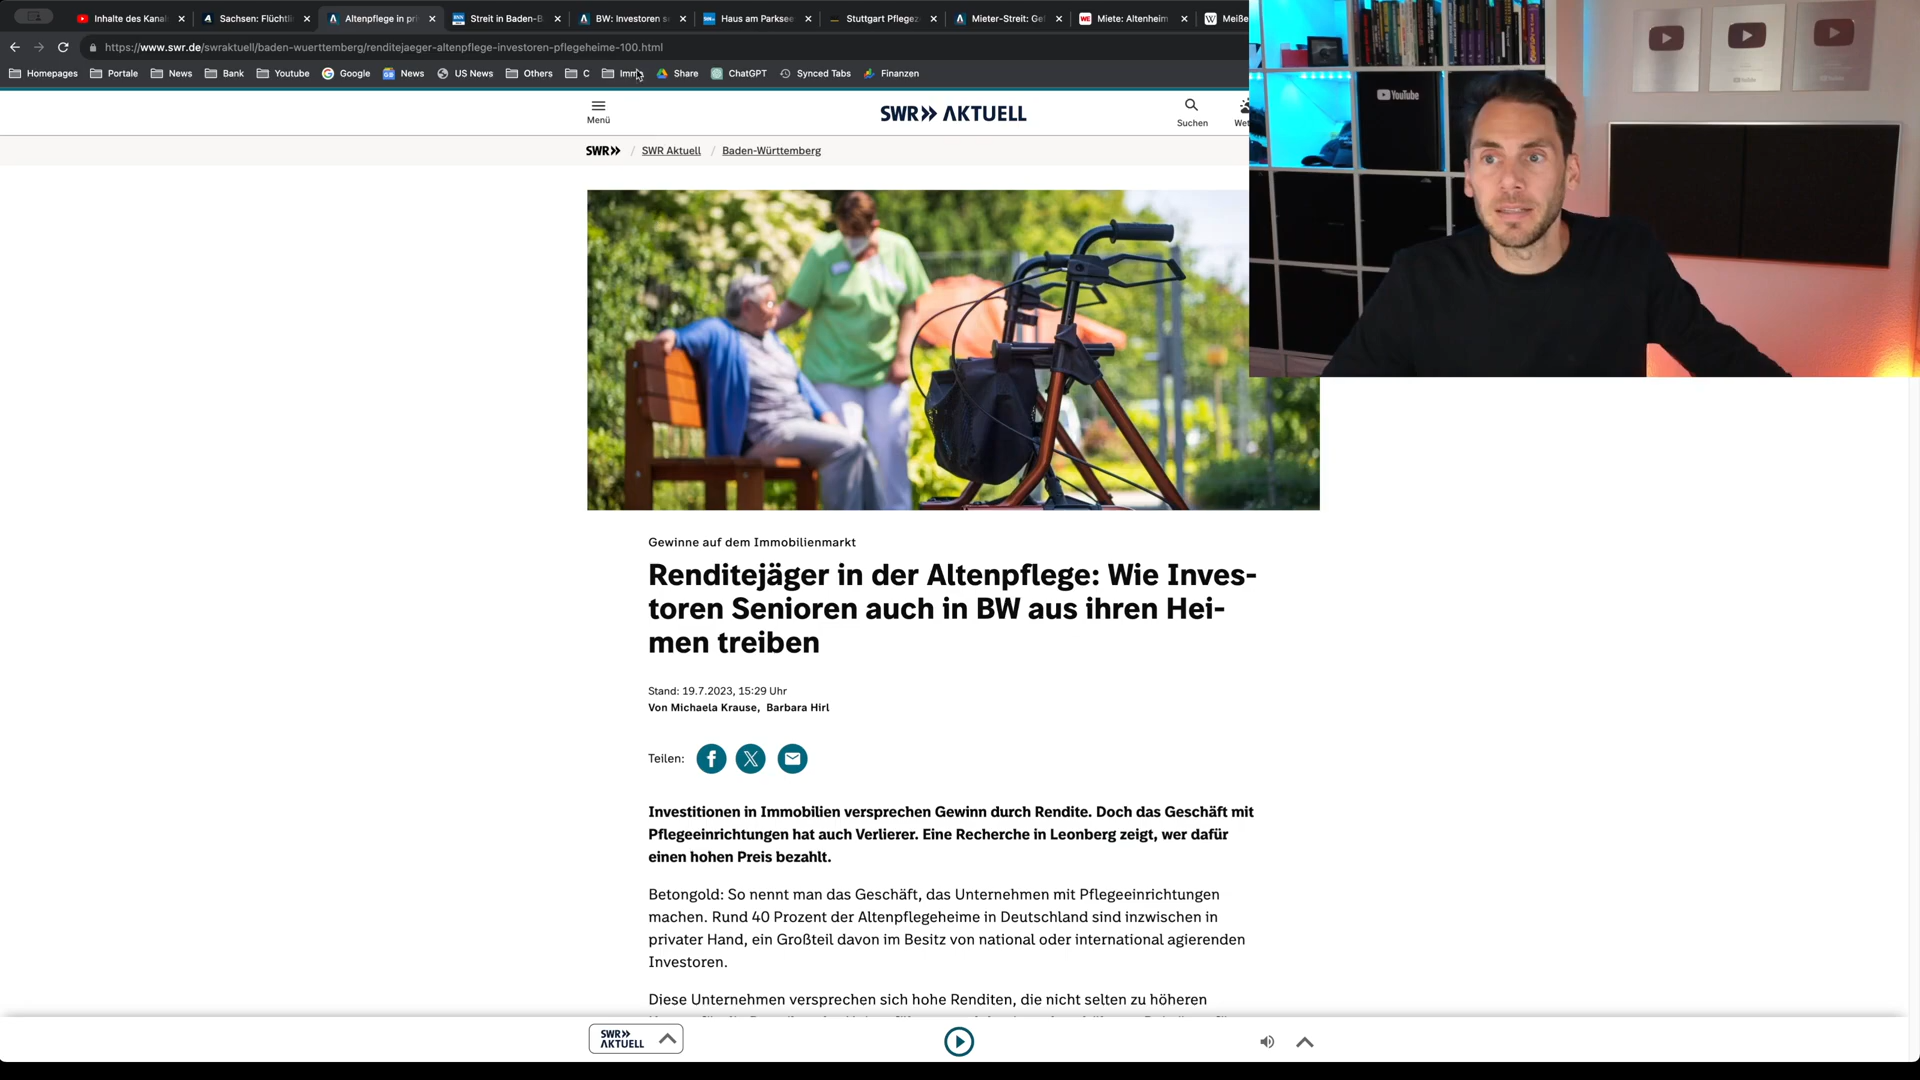 Inhalte des Kanal
Sachsen: Flüchtli
Altenpflege in pri
Streit in Baden-B
BW: Investoren s
Haus am Parksee
Stuttgart Pflegez
Mieter-Streit: Ge
Miete: Altenheim
Meiße
https://www.swr.de/swraktuell/baden-wuerttemberg/renditejaeger-altenpflege-investoren-pflegeheime-100.html
Homepages
Portale
News
Bank
Youtube
Google
News
US News
Others
C
Imm
Share
ChatGPT
Synced Tabs
Finanzen
YouTube
Menü
SWR» AKTUELL
Suchen
Wet
SWR» / SWR Aktuell / Baden-Württemberg
Gewinne auf dem Immobilienmarkt
Renditejäger in der Altenpflege: Wie Inves-
toren Senioren auch in BW aus ihren Hei-
men treiben
Stand: 19.7.2023, 15:29 Uhr
Von Michaela Krause, Barbara Hirl
Teilen:
Investitionen in Immobilien versprechen Gewinn durch Rendite. Doch das Geschäft mit
Pflegeeinrichtungen hat auch Verlierer. Eine Recherche in Leonberg zeigt, wer dafür
einen hohen Preis bezahlt.
Betongold: So nennt man das Geschäft, das Unternehmen mit Pflegeeinrichtungen
machen. Rund 40 Prozent der Altenpflegeheime in Deutschland sind inzwischen in
privater Hand, ein Großteil davon im Besitz von national oder international agierenden
Investoren.
Diese Unternehmen versprechen sich hohe Renditen, die nicht selten zu höheren
SWR»
AKTUELL